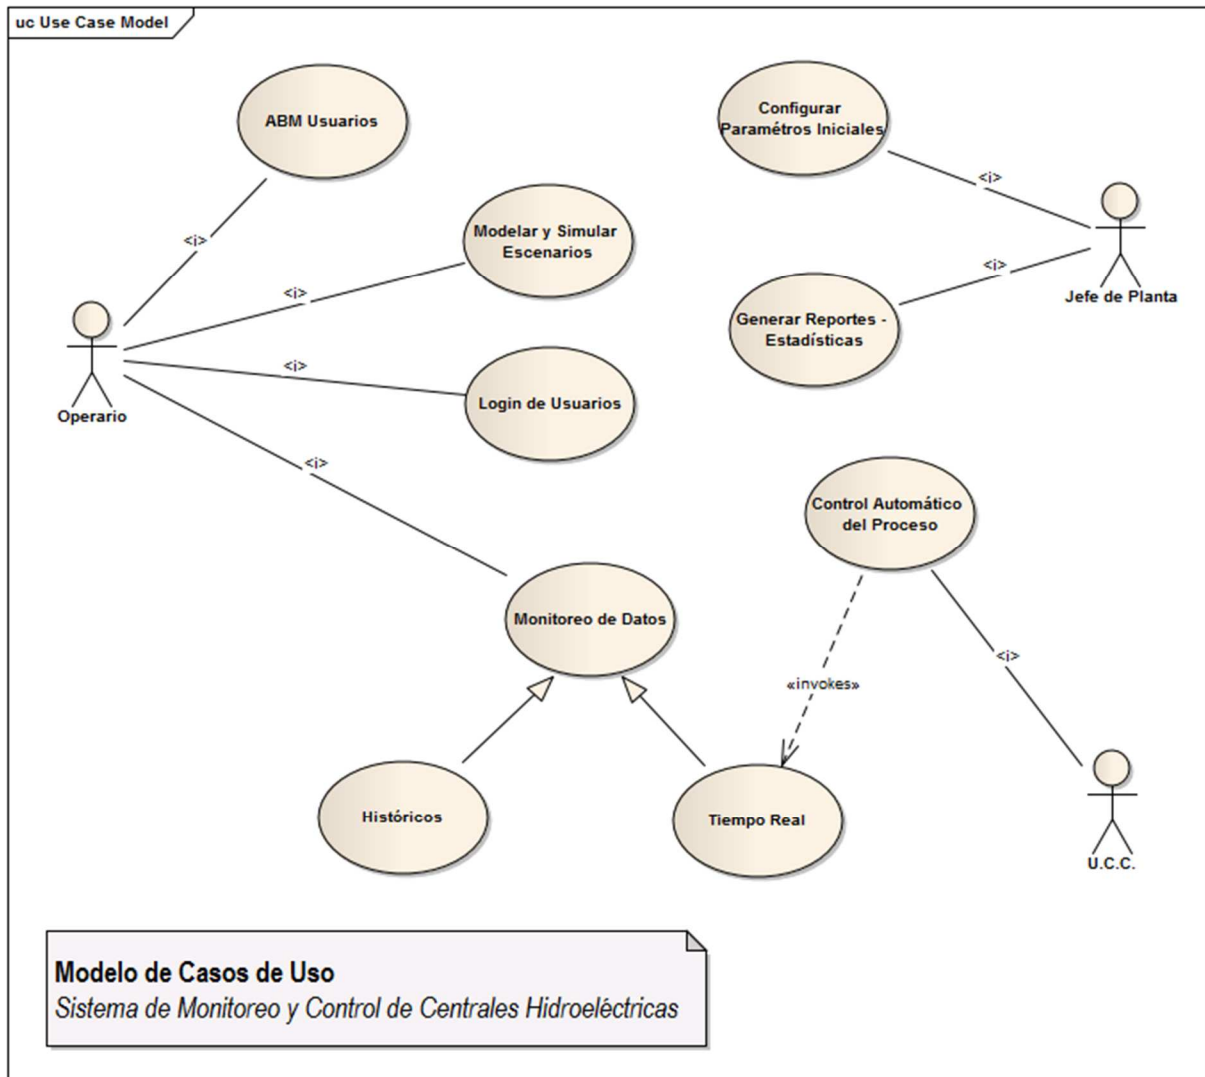 uc Use Case Model
ABM Usuarios
Configurar
Paramétros Iniciales
<i>
<i>
Modelar y Simular
Escenarios
<i>
Jefe de Planta
<i>
Generar Reportes -
Estadísticas
<i>
Operario
Login de Usuarios
<i>
Control Automático
del Proceso
Monitoreo de Datos
<i>
«invokes»
Históricos
Tiempo Real
U.C.C.
Modelo de Casos de Uso
Sistema de Monitoreo y Control de Centrales Hidroeléctricas